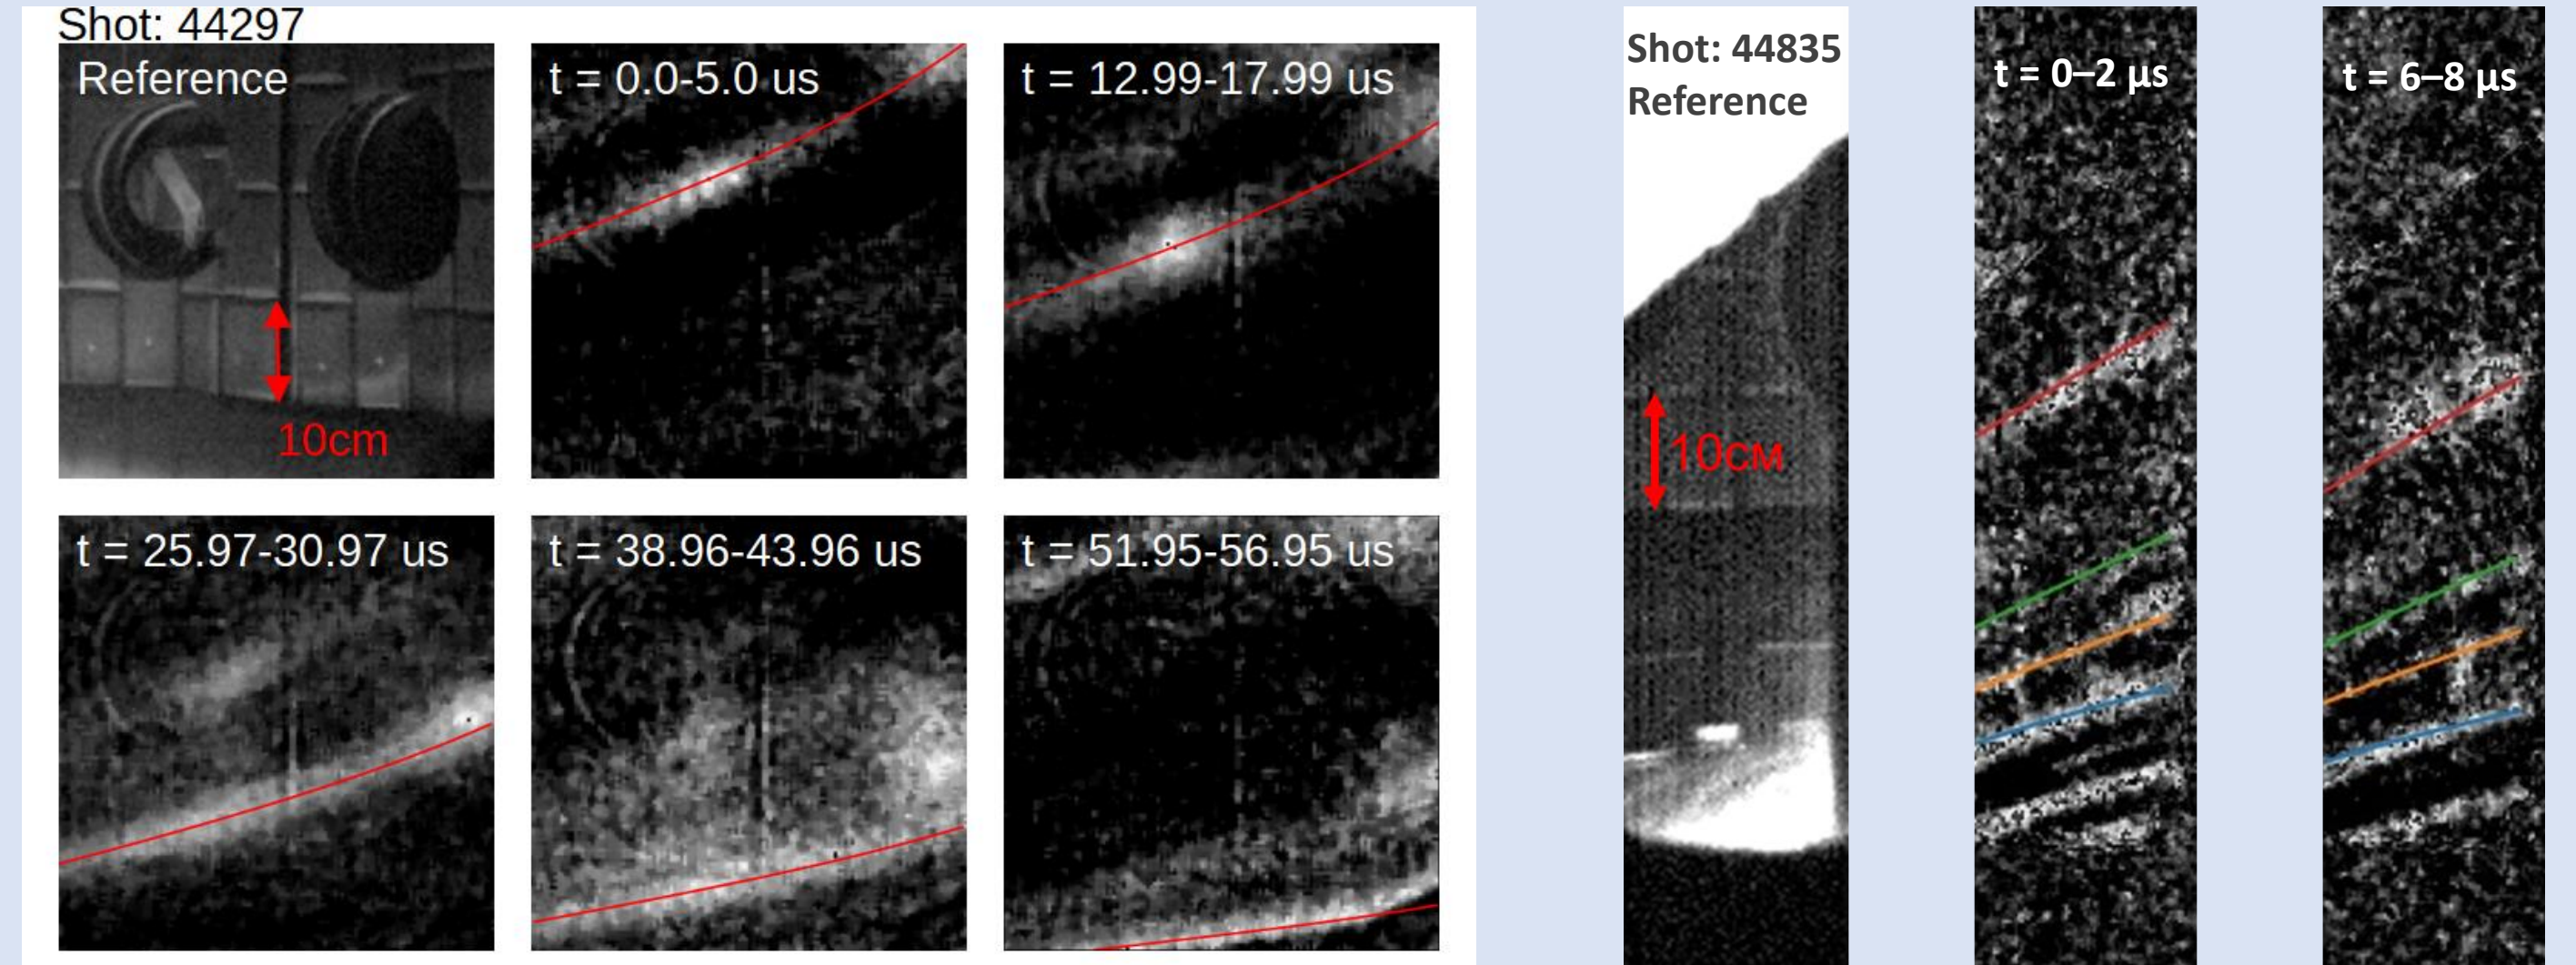 Shot: 44297
Reference
10cm
t = 0.0-5.0 us
t = 12.99-17.99 us
t = 25.97-30.97 us
t = 38.96-43.96 us
t = 51.95-56.95 us
Shot: 44835
Reference
10см
t = 0–2 μs
t = 6–8 μs